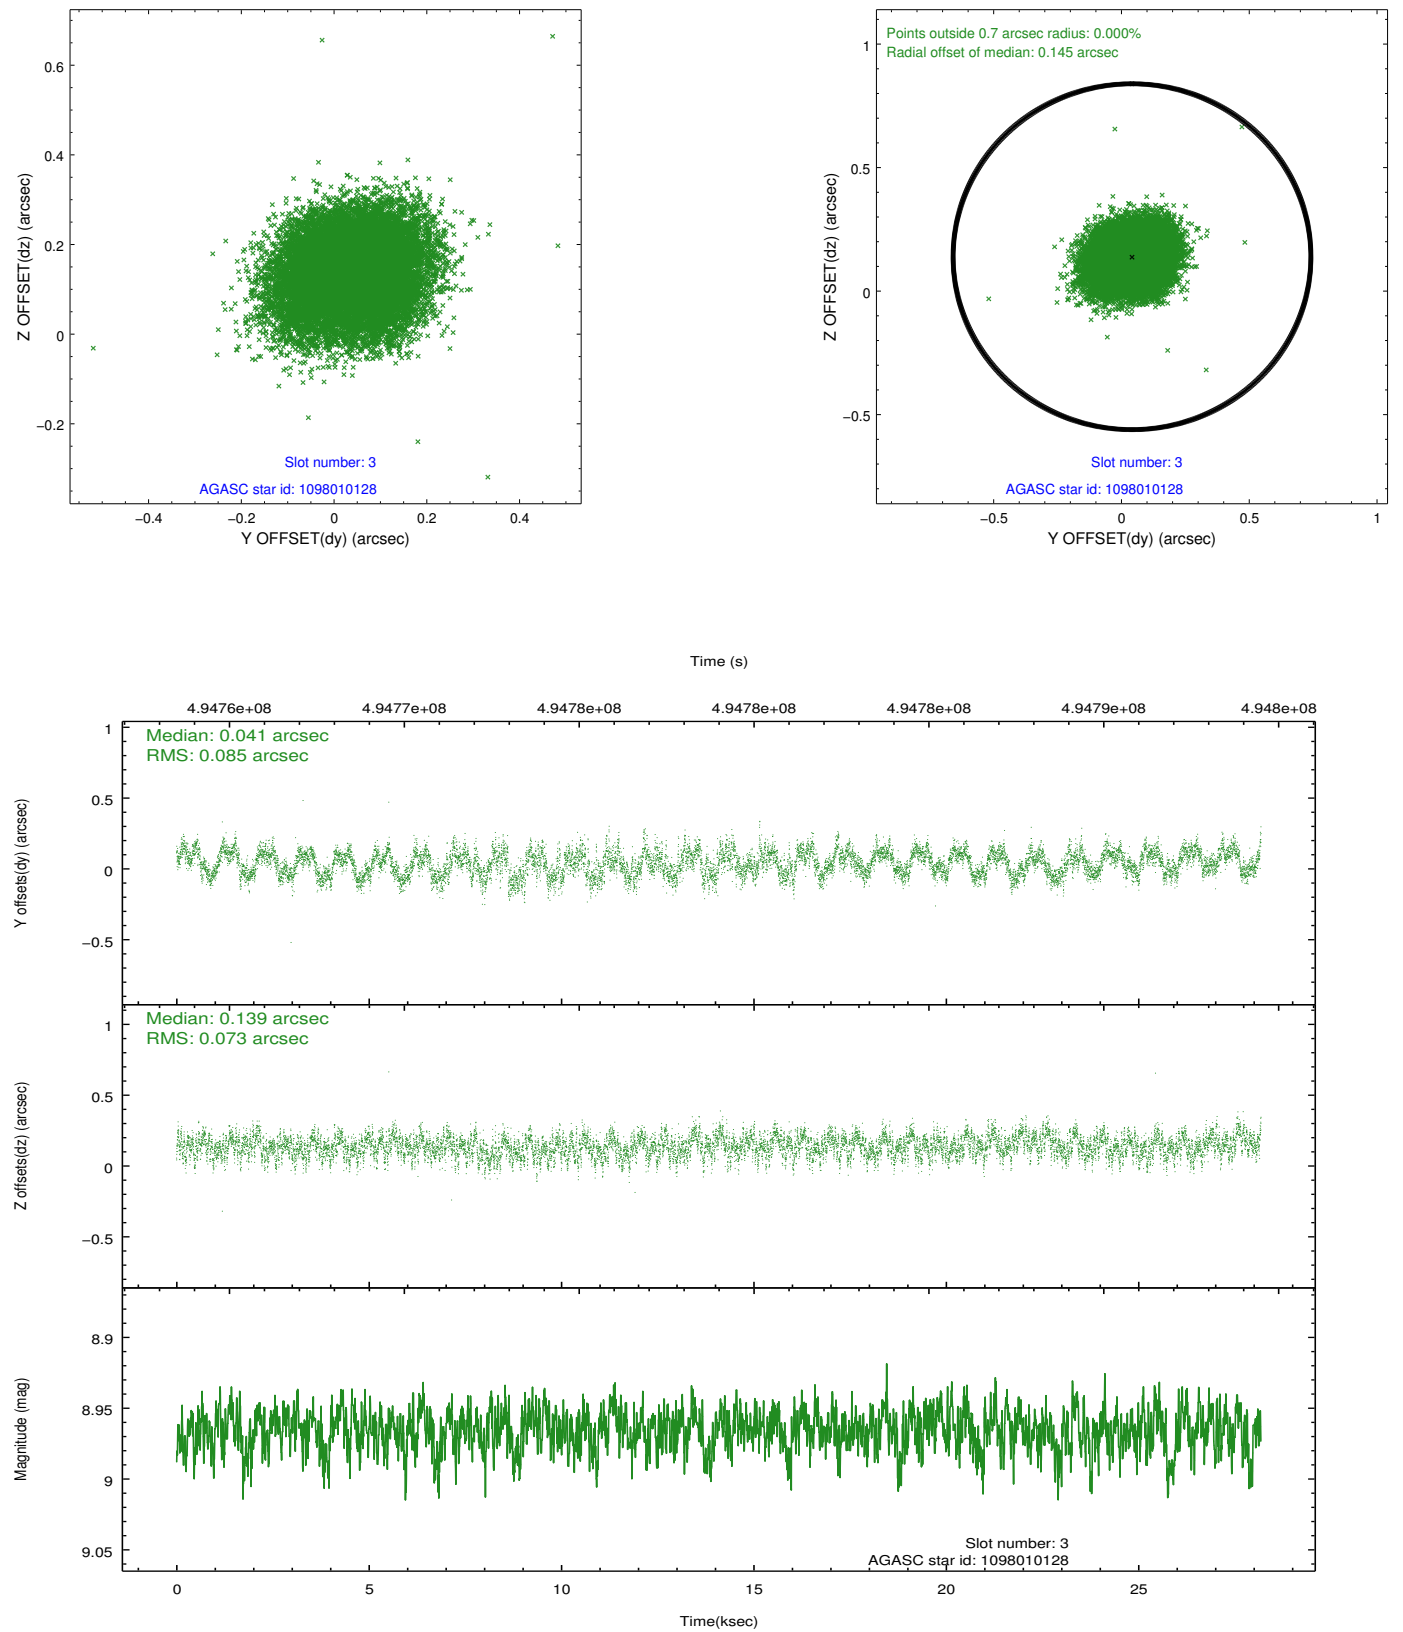 Z OFFSET(dz) (arcsec)
0.6
0.4
0.2
0
−0.2
Slot number: 3
AGASC star id: 1098010128
−0.4 −0.2 0 0.2 0.4
Y OFFSET(dy) (arcsec)
Points outside 0.7 arcsec radius: 0.000%
Radial offset of median: 0.145 arcsec
Z OFFSET(dz) (arcsec)
1
0.5
0
−0.5
Slot number: 3
AGASC star id: 1098010128
−0.5 0 0.5 1
Y OFFSET(dy) (arcsec)
Time (s)
4.9476e+08 4.9477e+08 4.9478e+08 4.9478e+08 4.9478e+08 4.9479e+08 4.948e+08
Median: 0.041 arcsec
RMS: 0.085 arcsec
Y offsets(dy) (arcsec)
1
0.5
0
−0.5
Median: 0.139 arcsec
RMS: 0.073 arcsec
Z offsets(dz) (arcsec)
1
0.5
0
−0.5
Magnitude (mag)
8.9
8.95
9
9.05
Slot number: 3
AGASC star id: 1098010128
0 5 10 15 20 25
Time(ksec)